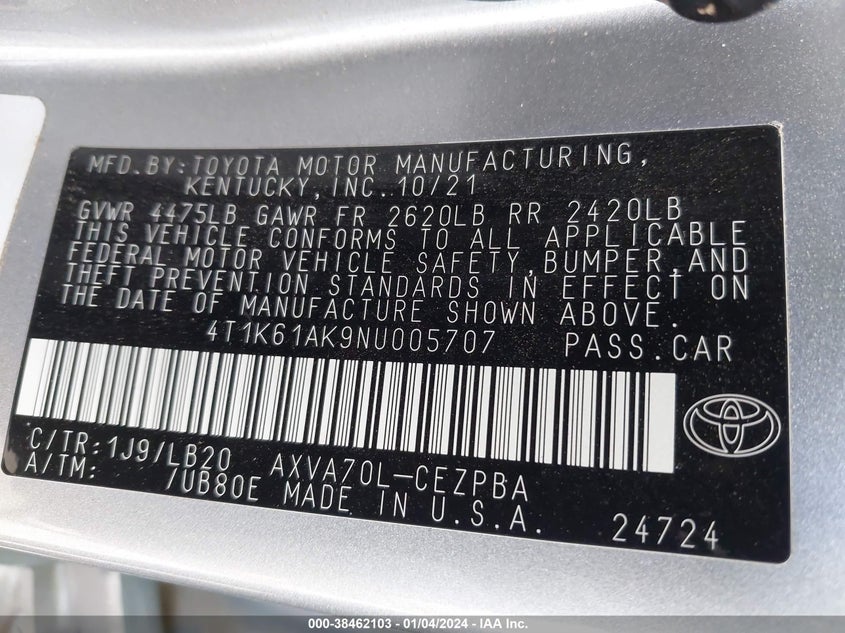 MFD.BY:TOYOTA MOTOR MANUFACTURING,
KENTUCKY,INC. 10/21
GVWR 4475LB GAWR FR 2620LB RR 2420LB
THIS VEHICLE CONFORMS TO ALL APPLICABLE
FEDERAL MOTOR VEHICLE SAFETY,BUMPER,AND
THEFT PREVENTION STANDARDS IN EFFECT ON
THE DATE OF MANUFACTURE SHOWN ABOVE.
4T1K61AK9NU005707 PASS.CAR
C/TR:1J9/LB20 AXVA70L-CEZPBA
A/TM: /UB80E MADE IN U.S.A. 24724
000-38462103 - 01/04/2024 - IAA Inc.